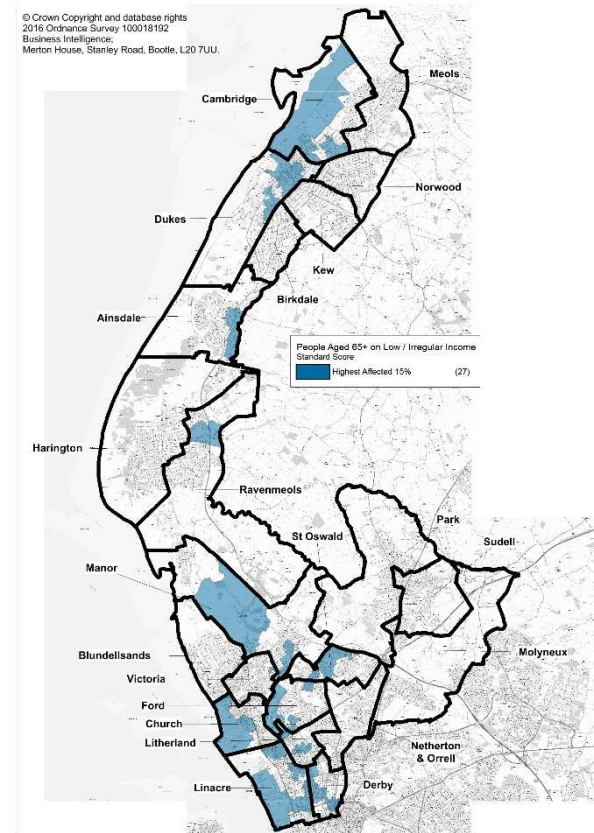 © Crown Copyright and database rights
2016 Ordnance Survey 100018192
Business Intelligence;
Merton House, Stanley Road, Bootle, L20 7UU.
Meols
Cambridge
Norwood
Dukes
Kew
Birkdale
Ainsdale
People Aged 65+ on Low / Irregular Income
Standard Score
Highest Affected 15% (27)
Harington
Ravenmeols
Park
St Oswald
Sudell
Manor
Blundellsands
Molyneux
Victoria
Ford
Church
Litherland
Netherton
& Orrell
Linacre
Derby